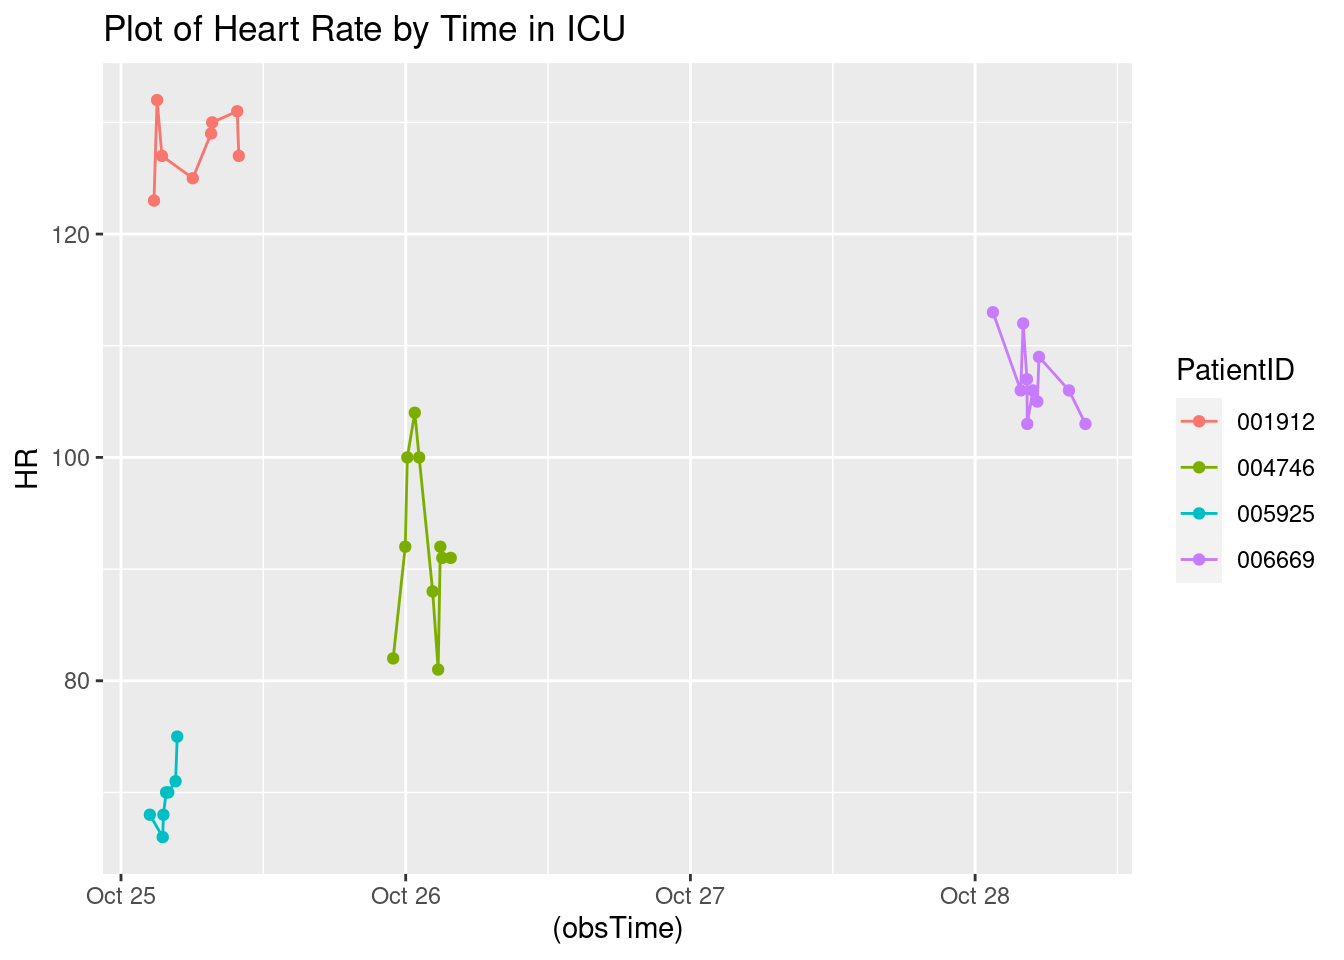 Plot of Heart Rate by Time in ICU
HR
120
100
80
Oct 25
Oct 26
Oct 27
Oct 28
(obsTime)
PatientID
001912
004746
005925
006669